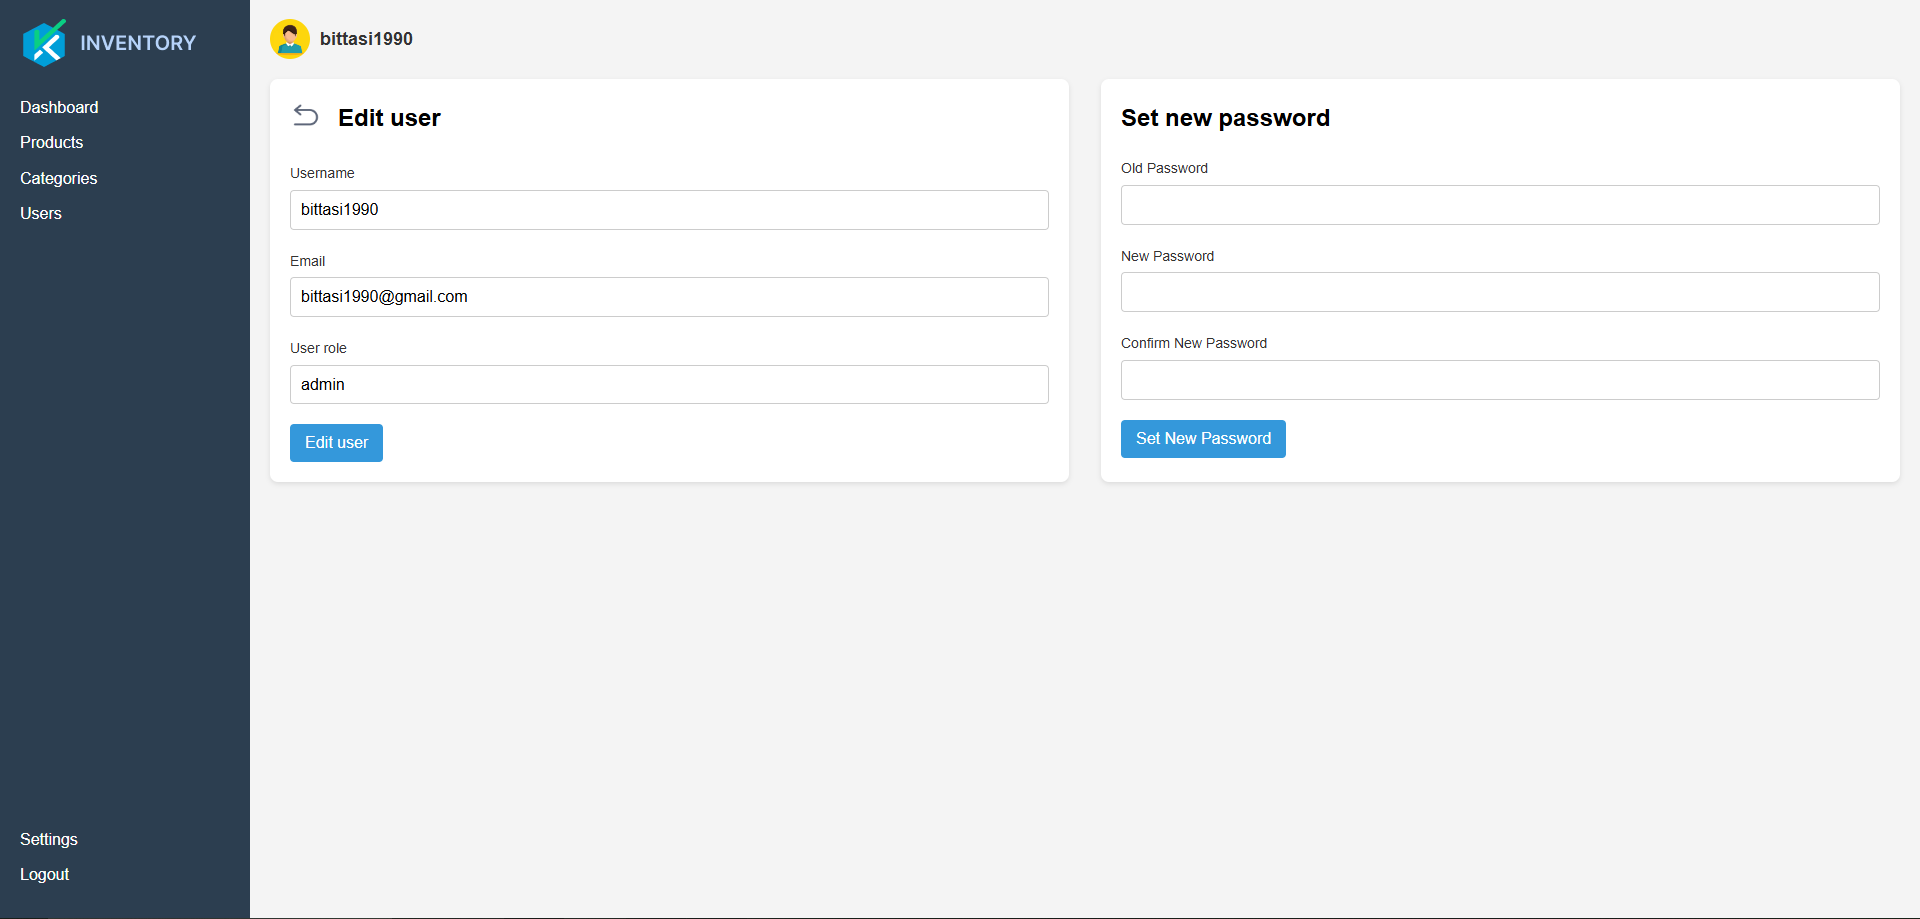 INVENTORY
Dashboard
Products
Categories
Users
Settings
Logout
bittasi1990
Edit user
Username
bittasi1990
Email
bittasi1990@gmail.com
User role
admin
Edit user
Set new password
Old Password
New Password
Confirm New Password
Set New Password